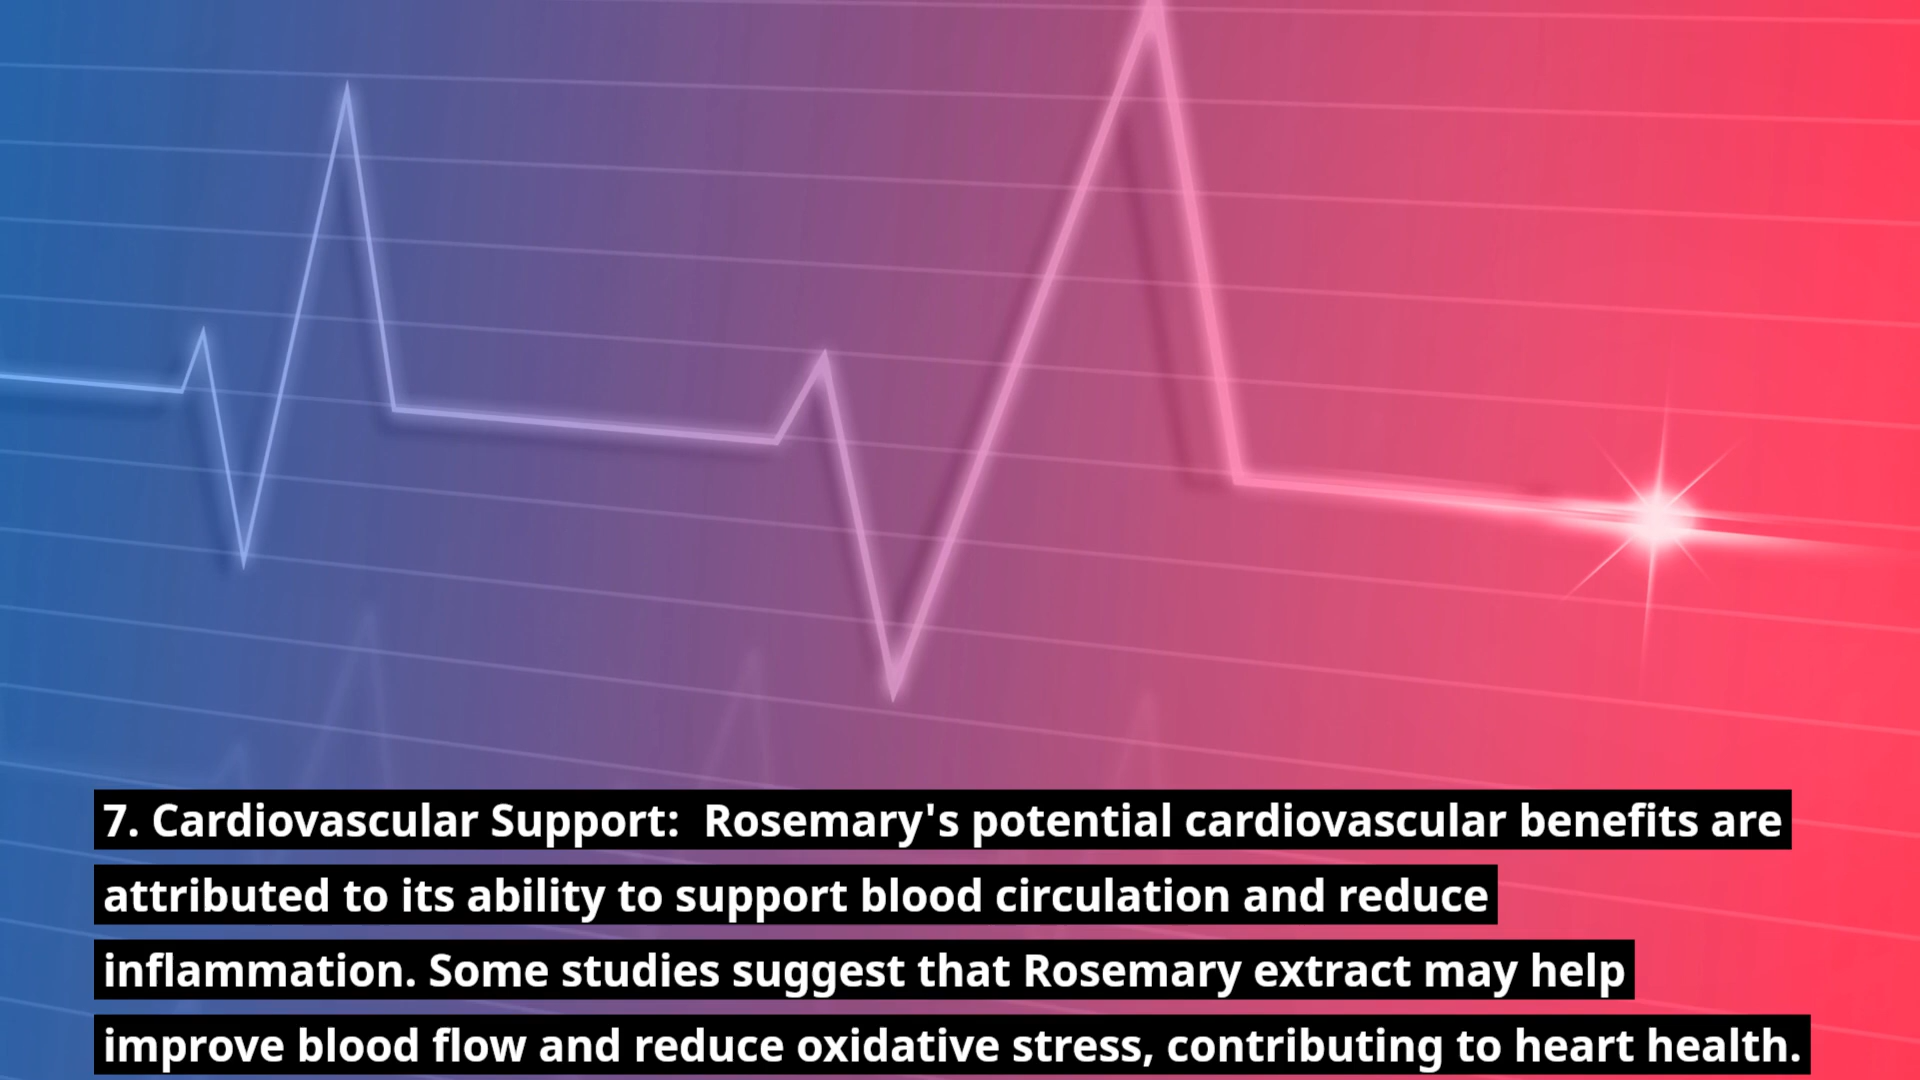 7. Cardiovascular Support:  Rosemary's potential cardiovascular benefits are
attributed to its ability to support blood circulation and reduce
inflammation. Some studies suggest that Rosemary extract may help
improve blood flow and reduce oxidative stress, contributing to heart health.